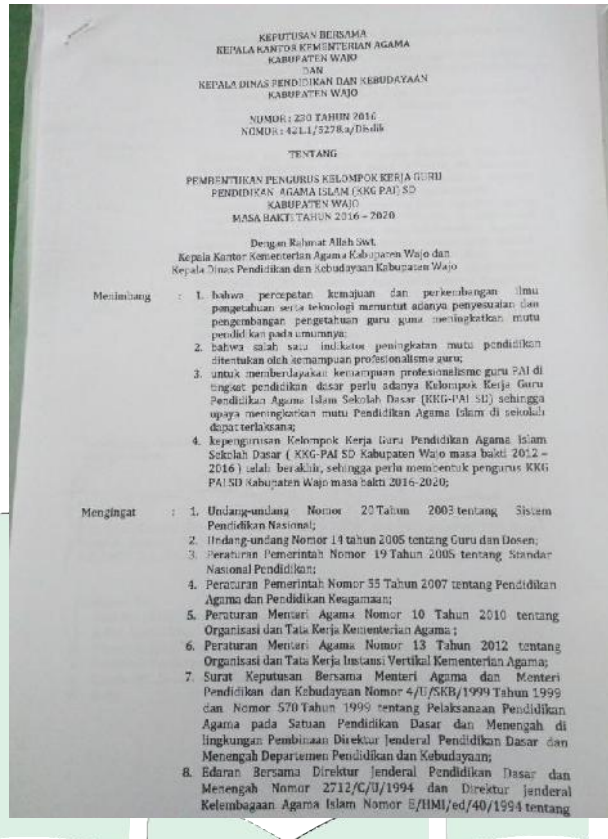 KEPUTUSAN BERSAMA
KEPALA KANTOR KEMENTERIAN AGAMA
KABUPATEN WAJO
DAN
KEPALA DINAS PENDIDIKAN DAN KEBUDAYAAN
KABUPATEN WAJO
NOMOR : 230 TAHUN 2016
NOMOR : 421.1/5278.a/Disdik
TENTANG
PEMBENTUKAN PENGURUS KELOMPOK KERJA GURU
PENDIDIKAN AGAMA ISLAM (KKG PAI) SD
KABUPATEN WAJO
MASA BAKTI TAHUN 2016 – 2020
Dengan Rahmat Allah Swt.
Kepala Kantor Kementerian Agama Kabupaten Wajo dan
Kepala Dinas Pendidikan dan Kebudayaan Kabupaten Wajo
Menimbang : 1. bahwa percepatan kemajuan dan perkembangan ilmu
pengetahuan serta teknologi menuntut adanya penyesuaian dan
pengembangan pengetahuan guru guna meningkatkan mutu
pendidikan pada umumnya;
2. bahwa salah satu indikator peningkatan mutu pendidikan
ditentukan oleh kemampuan profesionalisme guru;
3. untuk memberdayakan kemampuan profesionalisme guru PAI di
tingkat pendidikan dasar perlu adanya Kelompok Kerja Guru
Pendidikan Agama Islam Sekolah Dasar (KKG-PAI SD) sehingga
upaya meningkatkan mutu Pendidikan Agama Islam di sekolah
dapat terlaksana;
4. kepengurusan Kelompok Kerja Guru Pendidikan Agama Islam
Sekolah Dasar ( KKG-PAI SD Kabupaten Wajo masa bakti 2012 –
2016 ) telah berakhir, sehingga perlu membentuk pengurus KKG
PAI SD Kabupaten Wajo masa bakti 2016-2020;
Mengingat : 1. Undang-undang Nomor 20 Tahun 2003 tentang Sistem
Pendidikan Nasional;
2. Undang-undang Nomor 14 tahun 2005 tentang Guru dan Dosen;
3. Peraturan Pemerintah Nomor 19 Tahun 2005 tentang Standar
Nasional Pendidikan;
4. Peraturan Pemerintah Nomor 55 Tahun 2007 tentang Pendidikan
Agama dan Pendidikan Keagamaan;
5. Peraturan Menteri Agama Nomor 10 Tahun 2010 tentang
Organisasi dan Tata Kerja Kementerian Agama ;
6. Peraturan Menteri Agama Nomor 13 Tahun 2012 tentang
Organisasi dan Tata Kerja Instansi Vertikal Kementerian Agama;
7. Surat Keputusan Bersama Menteri Agama dan Menteri
Pendidikan dan Kebudayaan Nomor 4/U/SKB/1999 Tahun 1999
dan Nomor 570 Tahun 1999 tentang Pelaksanaan Pendidikan
Agama pada Satuan Pendidikan Dasar dan Menengah di
lingkungan Pembinaan Direktur Jenderal Pendidikan Dasar dan
Menengah Departemen Pendidikan dan Kebudayaan;
8. Edaran Bersama Direktur Jenderal Pendidikan Dasar dan
Menengah Nomor 2712/C/U/1994 dan Direktur Jenderal
Kelembagaan Agama Islam Nomor E/HMI/ed/40/1994 tentang